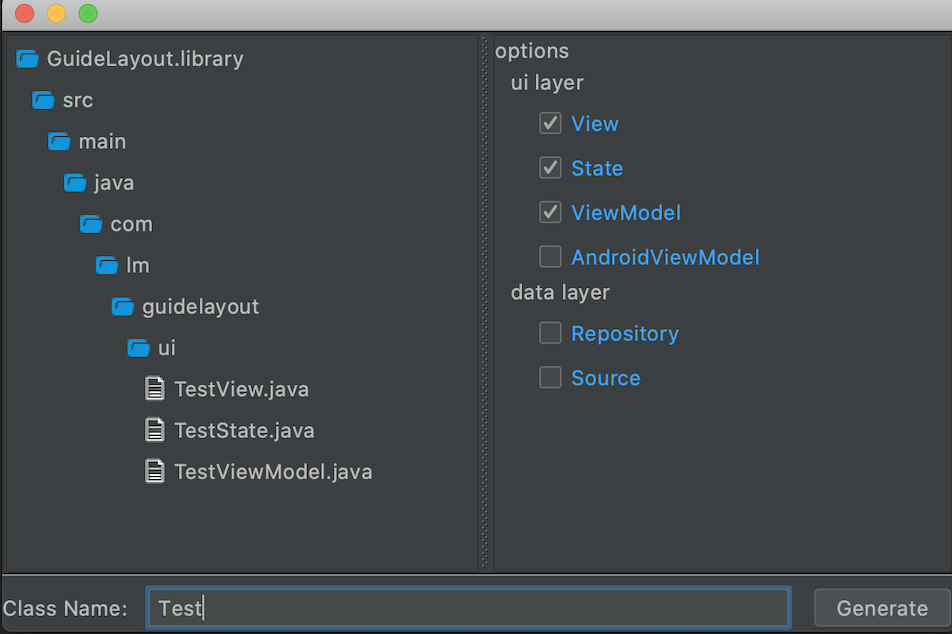 GuideLayout.library
src
main
java
com
lm
guidelayout
ui
TestView.java
TestState.java
TestViewModel.java
options
ui layer
View
State
ViewModel
AndroidViewModel
data layer
Repository
Source
Class Name:
Test
Generate